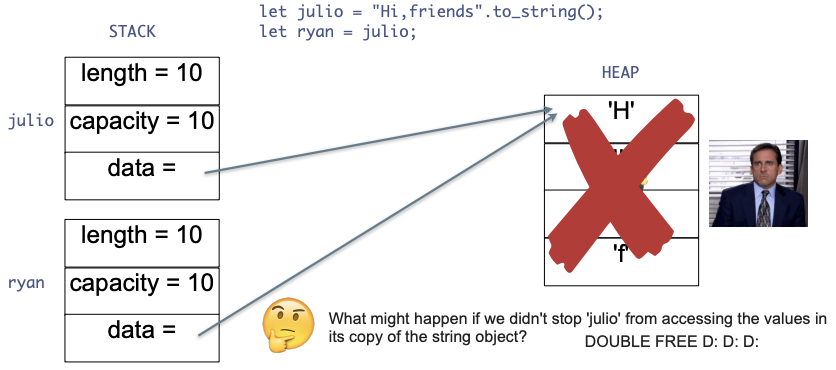 let julio = "Hi,friends".to_string();
let ryan = julio;
STACK
HEAP
julio
length = 10
capacity = 10
data =
ryan
length = 10
capacity = 10
data =
'H'
'f'
What might happen if we didn't stop 'julio' from accessing the values in
its copy of the string object?
DOUBLE FREE D: D: D: